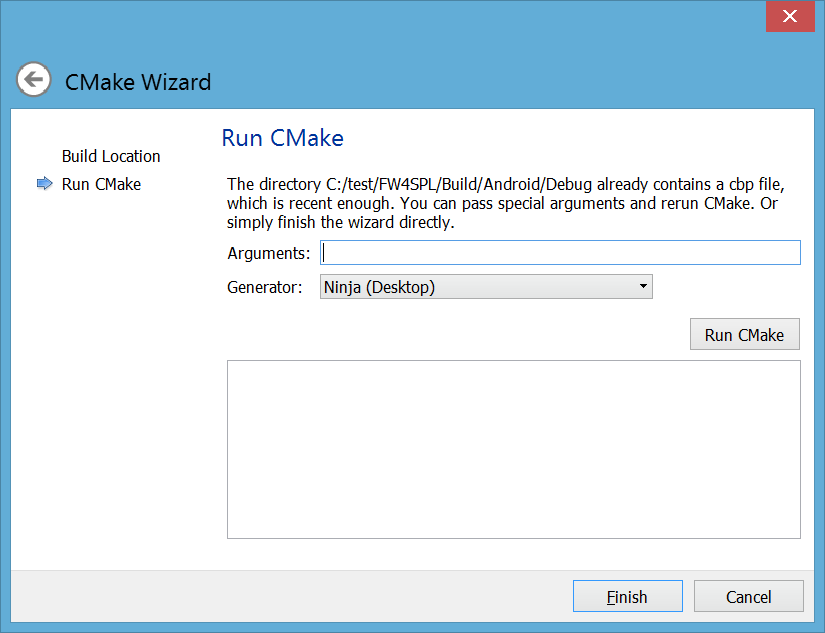 CMake Wizard
Build Location
Run CMake
Run CMake
The directory C:/test/FW4SPL/Build/Android/Debug already contains a cbp file,
which is recent enough. You can pass special arguments and rerun CMake. Or
simply finish the wizard directly.
Arguments:
Generator: Ninja (Desktop)
Run CMake
Finish Cancel